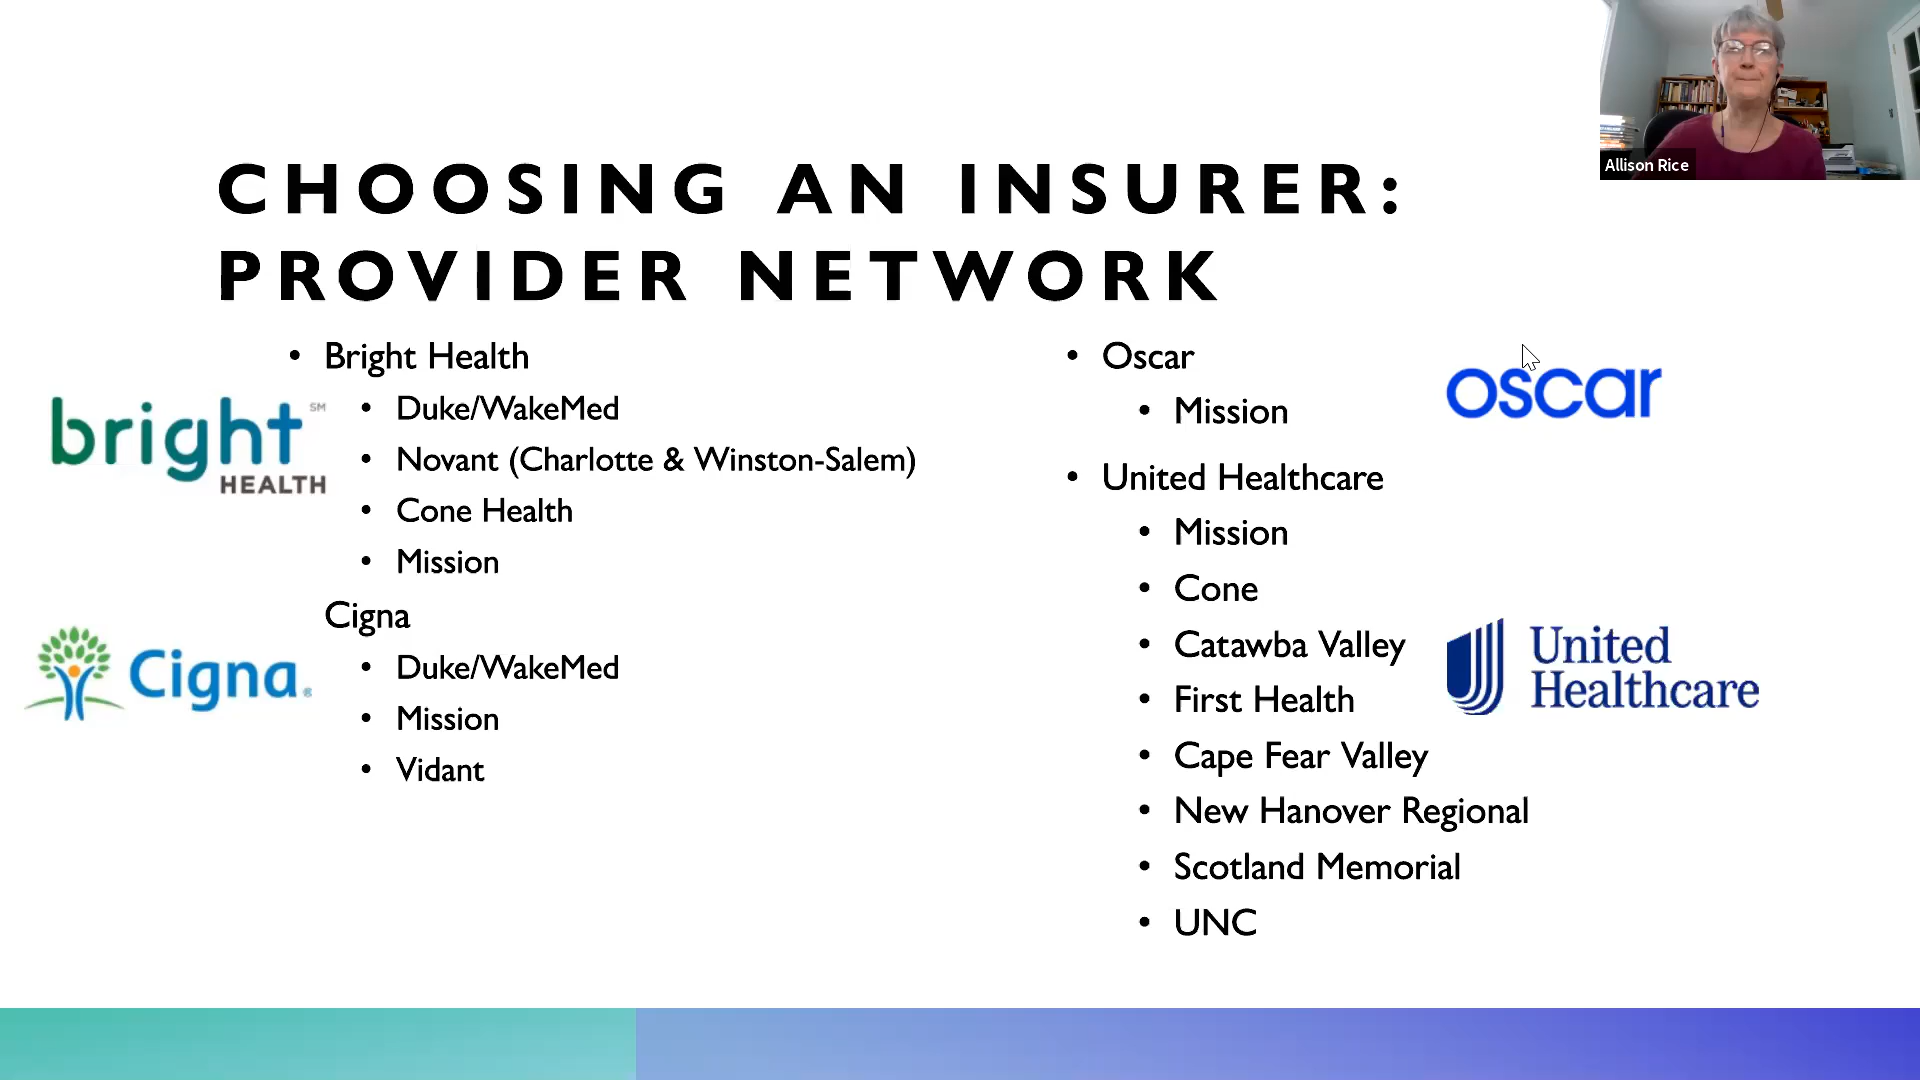 Allison Rice
CHOOSING AN INSURER:
PROVIDER NETWORK
• Bright Health
• Duke/WakeMed
• Novant (Charlotte & Winston-Salem)
• Cone Health
• Mission
Cigna
• Duke/WakeMed
• Mission
• Vidant
bright SM
HEALTH
Cigna®
• Oscar
• Mission
• United Healthcare
• Mission
• Cone
• Catawba Valley
• First Health
• Cape Fear Valley
• New Hanover Regional
• Scotland Memorial
• UNC
oscar
United
Healthcare